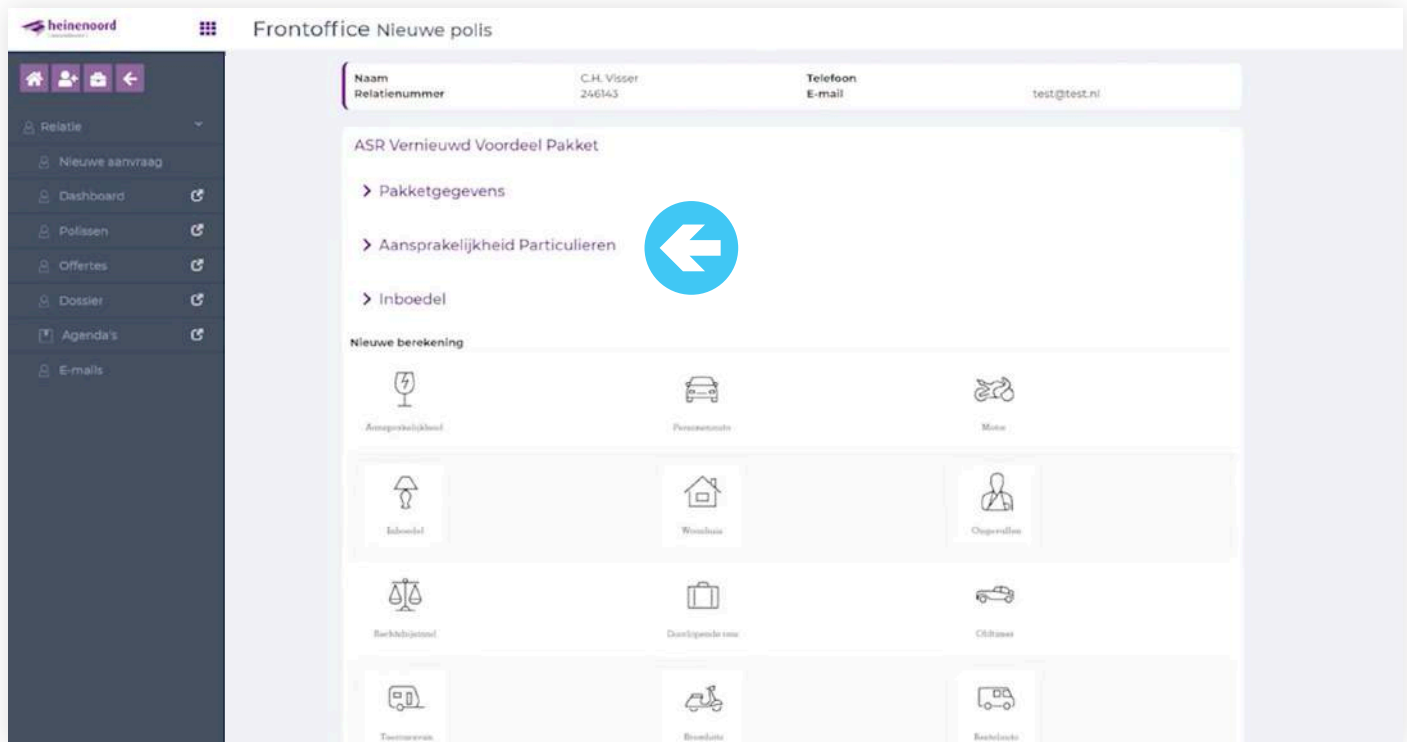 heinenoord
Frontoffice Nieuwe polis
Naam C.H. Visser Telefoon
Relatienummer 246143 E-mail test@test.nl
Relatie
Nieuwe aanvraag
Dashboard
Polissen
Offertes
Dossier
Agenda's
E-mails
ASR Vernieuwd Voordeel Pakket
Pakketgegevens
Aansprakelijkheid Particulieren
Inboedel
Nieuwe berekening
Aansprakelijkheid Personenauto Motor
Inboedel Woonhuis Ongevallen
Rechtsbijstand Doorlopende reis Oldtimer
Toercaravan Bromfiets Bestelauto